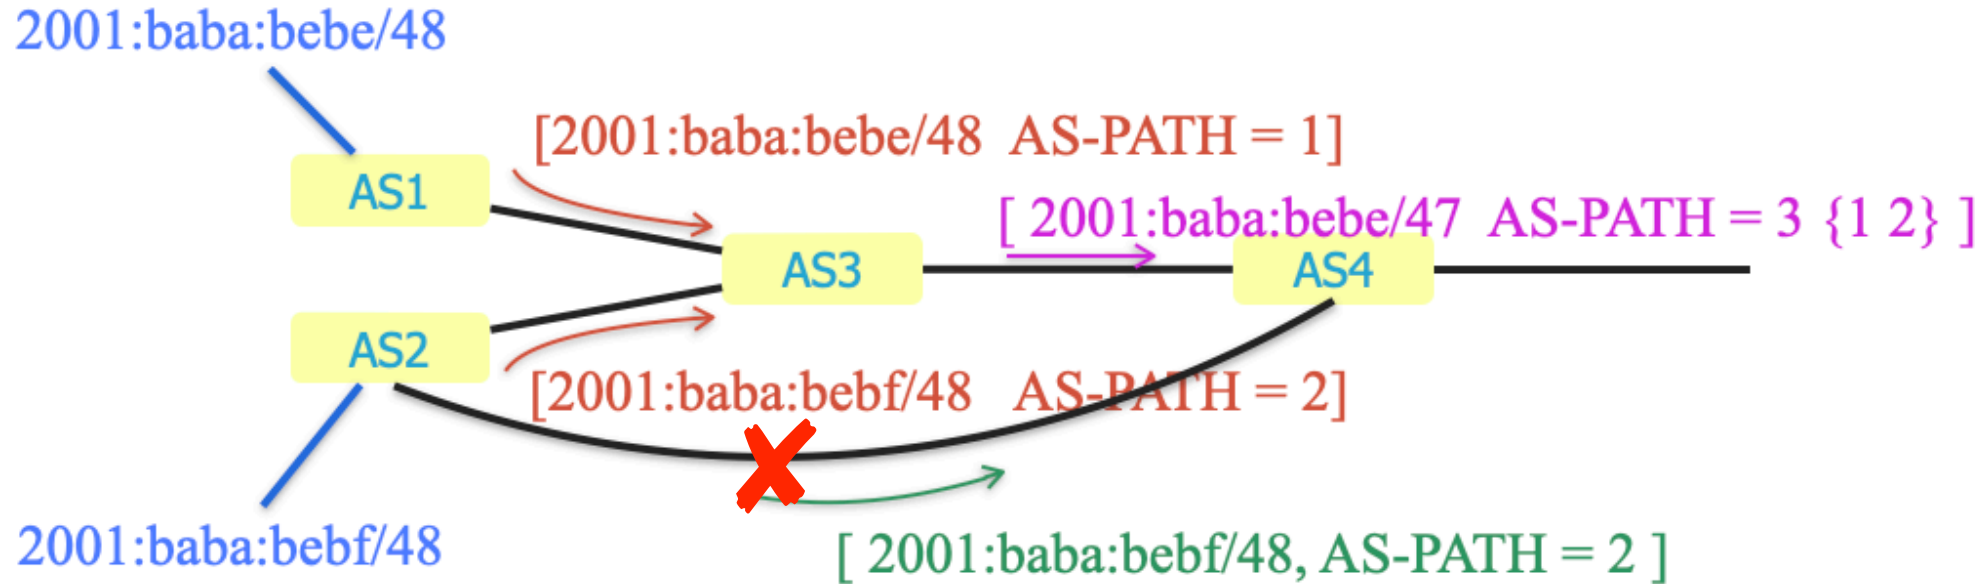 2001:baba:bebe/48
[2001:baba:bebe/48 AS-PATH = 1]
AS1
[ 2001:baba:bebe/47 AS-PATH = 3 {1 2} ]
AS3
AS4
AS2
[2001:baba:bebf/48 AS-PATH = 2]
2001:baba:bebf/48
[ 2001:baba:bebf/48, AS-PATH = 2 ]